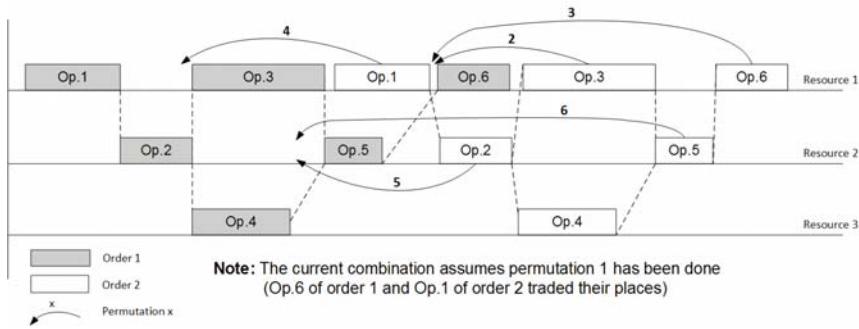 3
4
2
Op.1
Op.3
Op.1
Op.6
Op.3
Op.6
Resource 1
6
Op.2
Op.5
Op.2
Op.5
Resource 2
5
Op.4
Op.4
Resource 3
Order 1
Order 2
x
Permutation x
Note: The current combination assumes permutation 1 has been done
(Op.6 of order 1 and Op.1 of order 2 traded their places)